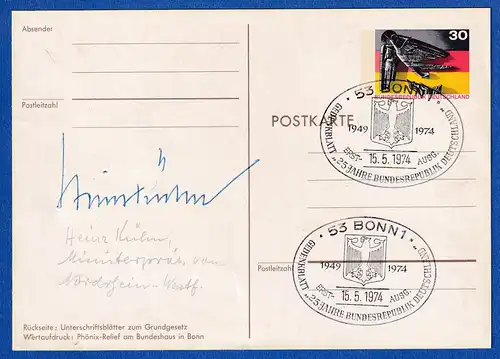 Absender
Postleitzahl
30
BUNDESREPUBLIK DEUTSCHLAND
POSTKARTE
53 BONN 1
1949 1974
ERST- 15.5.1974 AUSG.
GEDENKBLATT „25 JAHRE BUNDESREPUBLIK DEUTSCHLAND“
Heinz Kühn
Heinz Kühn,
Ministerpräs. von
Nordrhein-Westf.
Postleitzahl
53 BONN 1
1949 1974
ERST- 15.5.1974 AUSG.
GEDENKBLATT „25 JAHRE BUNDESREPUBLIK DEUTSCHLAND“
Rückseite: Unterschriftsblätter zum Grundgesetz
Wertaufdruck: Phönix-Relief am Bundeshaus in Bonn